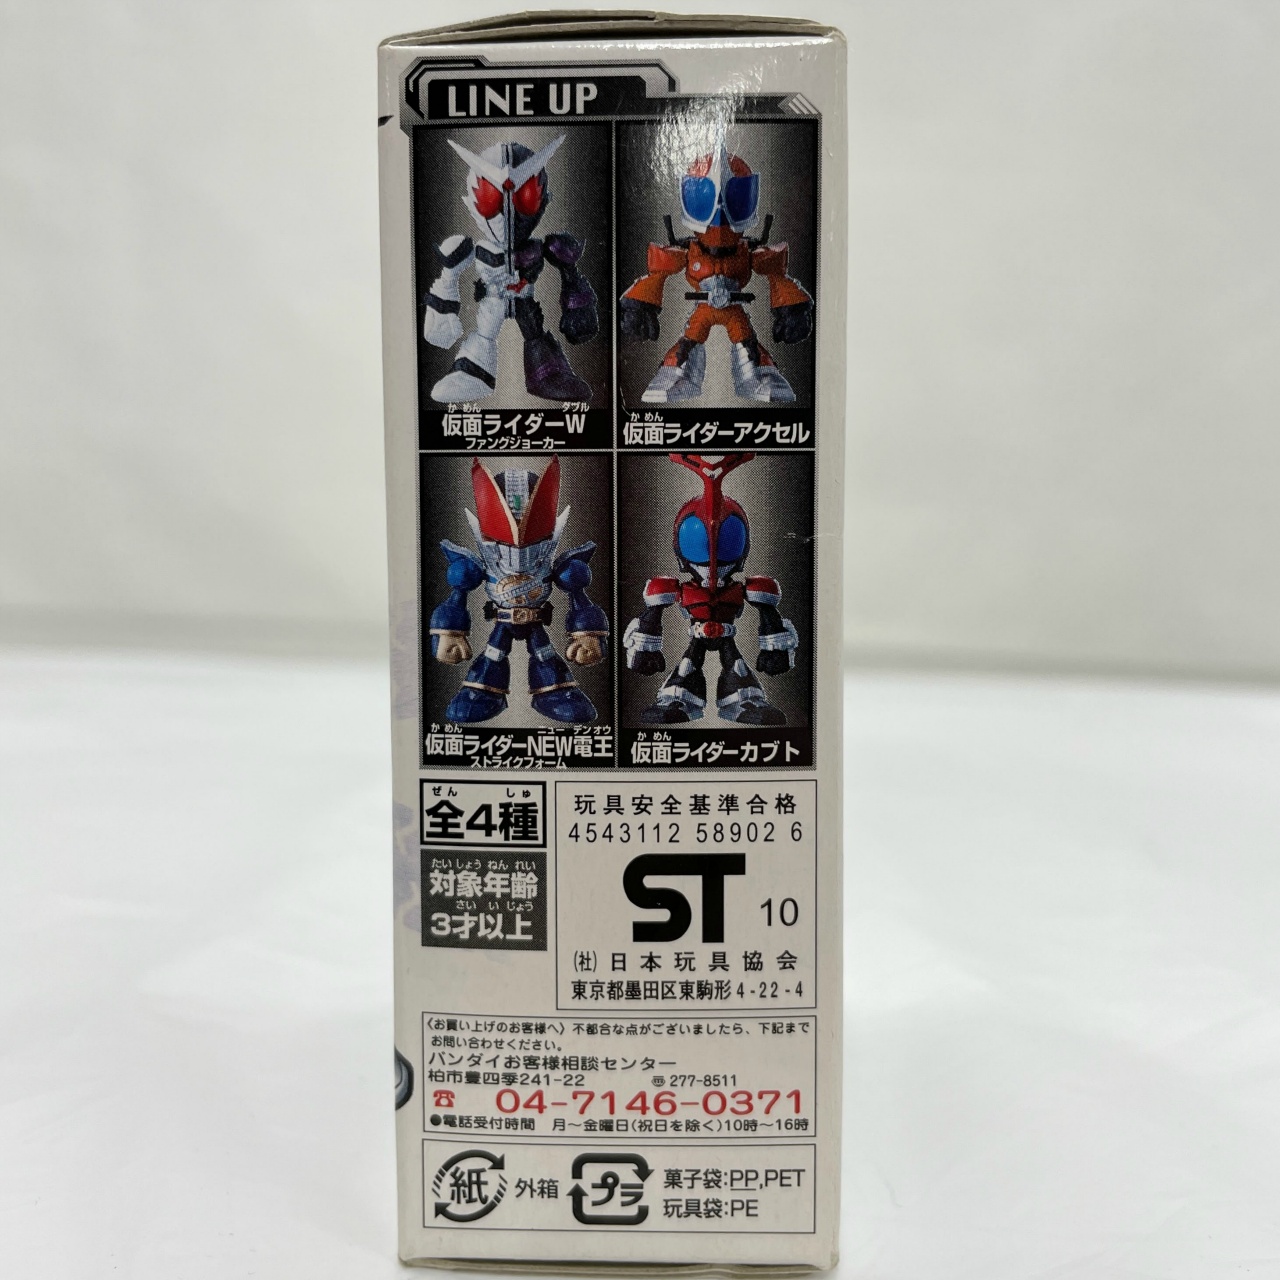 LINE UP
かめん ダブル
仮面ライダーW
ファングジョーカー
かめん
仮面ライダーアクセル
かめん ニュー デンオウ
仮面ライダーNEW電王
ストライクフォーム
かめん
仮面ライダーカブト
ぜん しゅ
全4種
たいしょう ねん れい
対象年齢
さい い じょう
3才以上
玩具安全基準合格
4543112 58902 6
ST 10
(社)日本玩具協会
東京都墨田区東駒形4-22-4
〈お買い上げのお客様へ〉不都合な点がございましたら、下記まで
お問い合わせください。
バンダイお客様相談センター
柏市豊四季241-22 〠277-8511
☎ 04-7146-0371
●電話受付時間 月〜金曜日(祝日を除く)10時〜16時
紙 外箱
プラ 菓子袋:PP,PET
玩具袋:PE